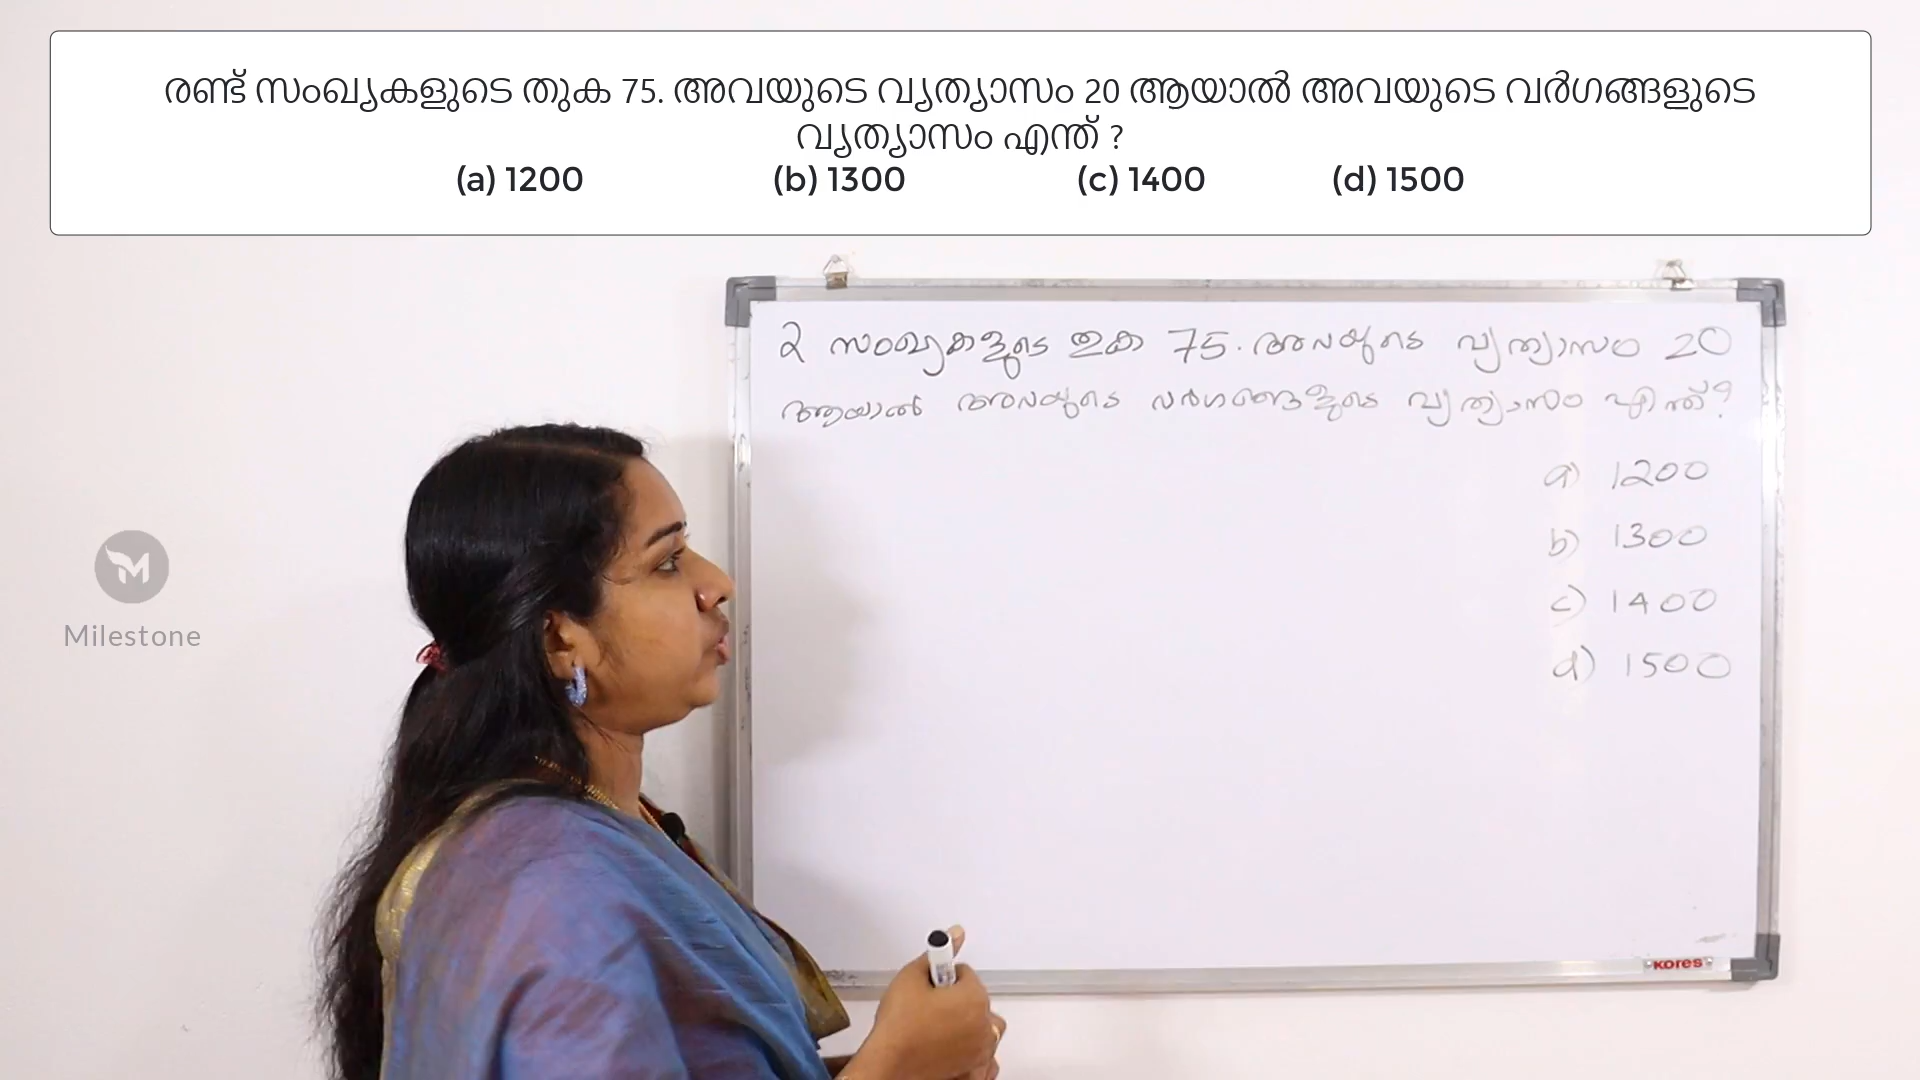 രണ്ട് സംഖ്യകളുടെ തുക 75. അവയുടെ വ്യത്യാസം 20 ആയാൽ അവയുടെ വർഗങ്ങളുടെ
വ്യത്യാസം എന്ത് ?
(a) 1200 (b) 1300 (c) 1400 (d) 1500
2 സംഖ്യകളുടെ തുക 75. അവയുടെ വ്യത്യാസം 20
ആയാൽ അവയുടെ വർഗങ്ങളുടെ വ്യത്യാസം എന്ത്?
a) 1200
b) 1300
c) 1400
d) 1500
Milestone
KORES